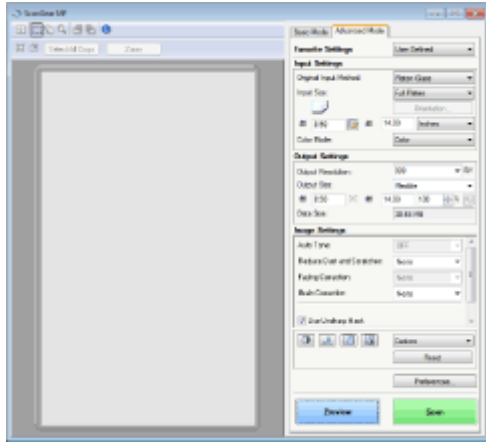 ScanGear MP
Basic Mode Advanced Mode
Select All Crops Zoom
Favorite Settings User Defined
Input Settings
Original Input Method: Platen Glass
Input Size: Full Platen
Orientation...
8.50 14.00 Inches
Color Mode: Color
Output Settings
Output Resolution: 300
Output Size: Flexible
8.50 14.00 100 %
Data Size:
Image Settings
Auto Tone: OFF
Reduce Dust and Scratches: None
Fading Correction: None
Grain Correction: None
Use Unsharp Mask
Custom
Reset
Preferences...
Preview Scan